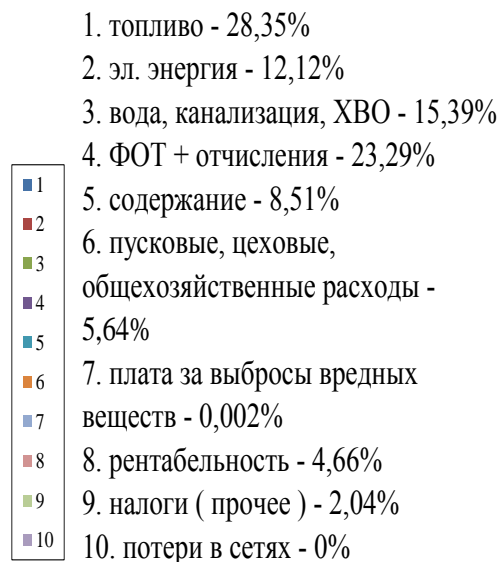 1. топливо - 28,35%
2. эл. энергия - 12,12%
3. вода, канализация, ХВО - 15,39%
4. ФОТ + отчисления - 23,29%
5. содержание - 8,51%
6. пусковые, цеховые,
общехозяйственные расходы -
5,64%
7. плата за выбросы вредных
веществ - 0,002%
8. рентабельность - 4,66%
9. налоги ( прочее ) - 2,04%
10. потери в сетях - 0%
1
2
3
4
5
6
7
8
9
10